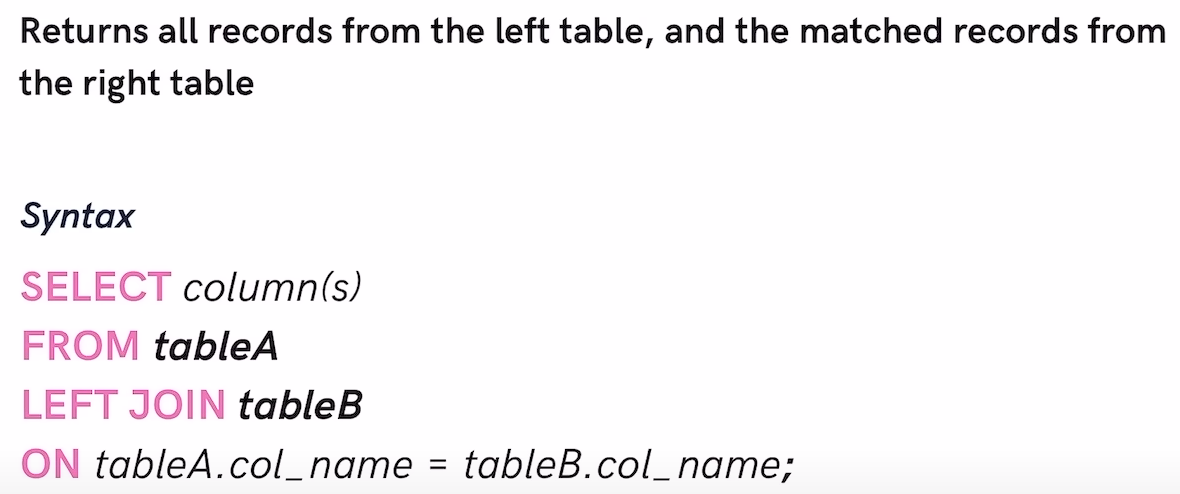 Returns all records from the left table, and the matched records from
the right table
Syntax
SELECT column(s)
FROM tableA
LEFT JOIN tableB
ON tableA.col_name = tableB.col_name;